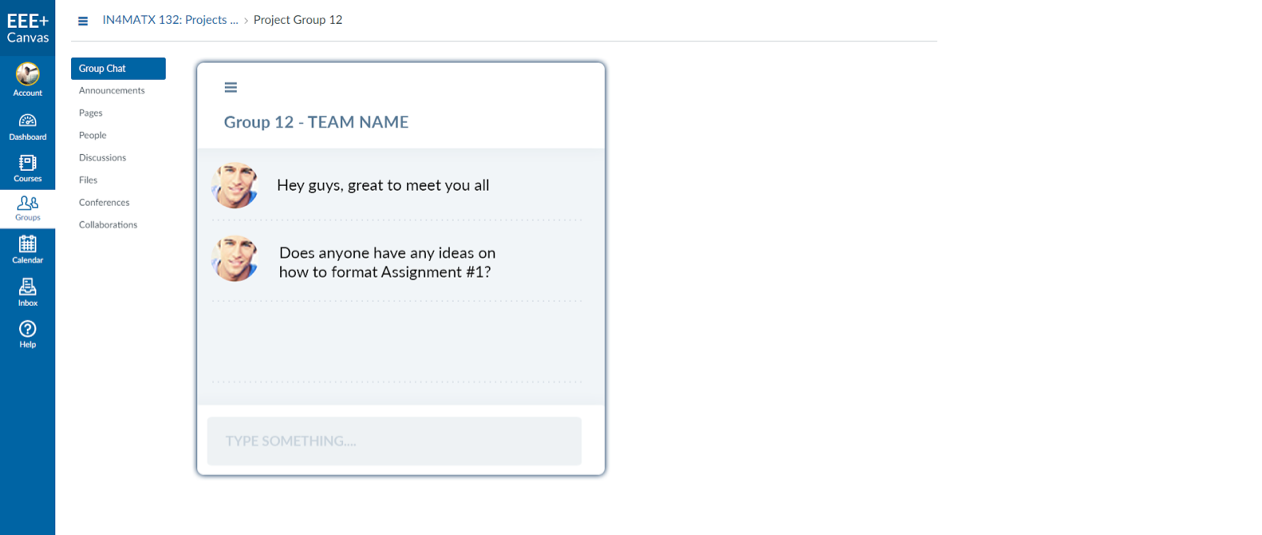 EEE+
Canvas
IN4MATX 132: Projects ... > Project Group 12
Account
Dashboard
Courses
Groups
Calendar
Inbox
Help
Group Chat
Announcements
Pages
People
Discussions
Files
Conferences
Collaborations
Group 12 - TEAM NAME
Hey guys, great to meet you all
Does anyone have any ideas on
how to format Assignment #1?
TYPE SOMETHING....